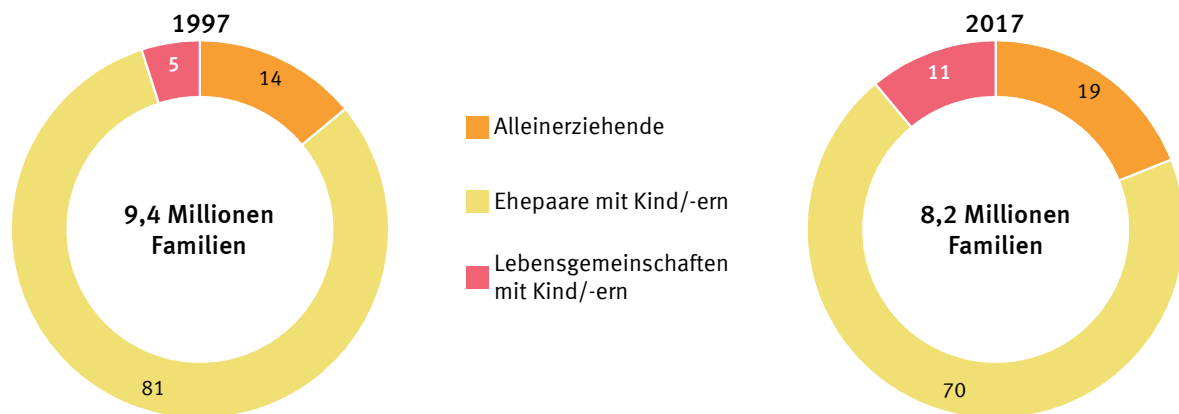 1997
5
14
81
9,4 Millionen
Familien
Alleinerziehende
Ehepaare mit Kind/-ern
Lebensgemeinschaften
mit Kind/-ern
2017
11
19
70
8,2 Millionen
Familien